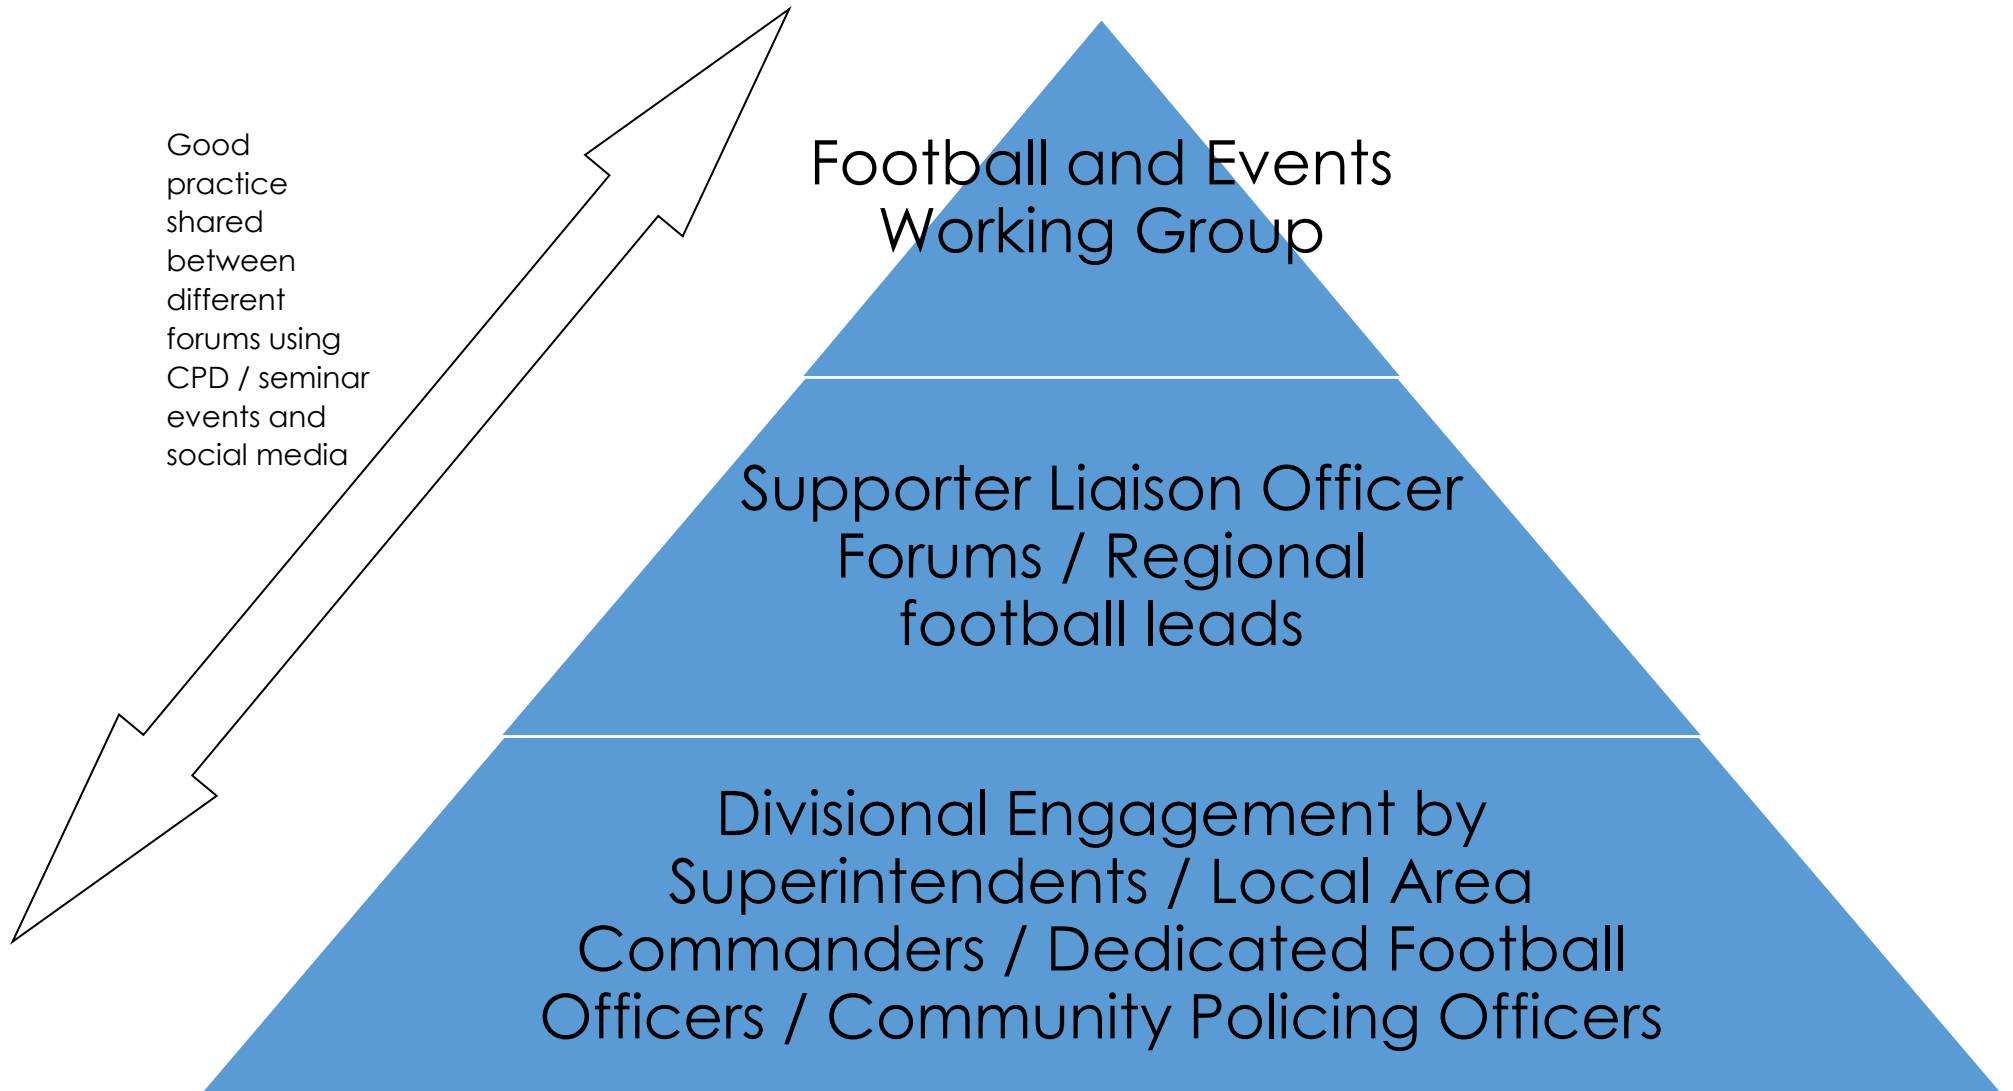 Good
practice
shared
between
different
forums using
CPD / seminar
events and
social media
Football and Events
Working Group
Supporter Liaison Officer
Forums / Regional
football leads
Divisional Engagement by
Superintendents / Local Area
Commanders / Dedicated Football
Officers / Community Policing Officers